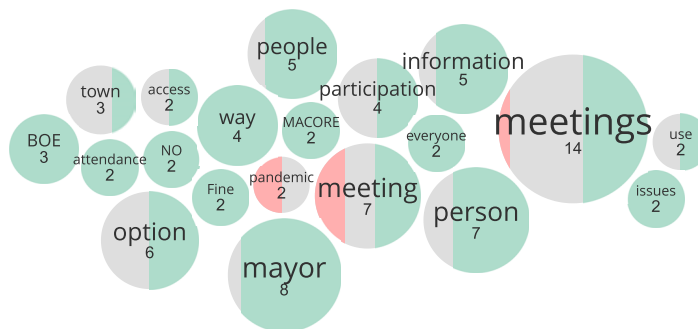 people
5
information
5
town
3
access
2
participation
4
meetings
14
way
4
MACORE
2
BOE
3
NO
2
everyone
2
use
2
attendance
2
Fine
2
pandemic
2
meeting
7
issues
2
option
6
person
7
mayor
8